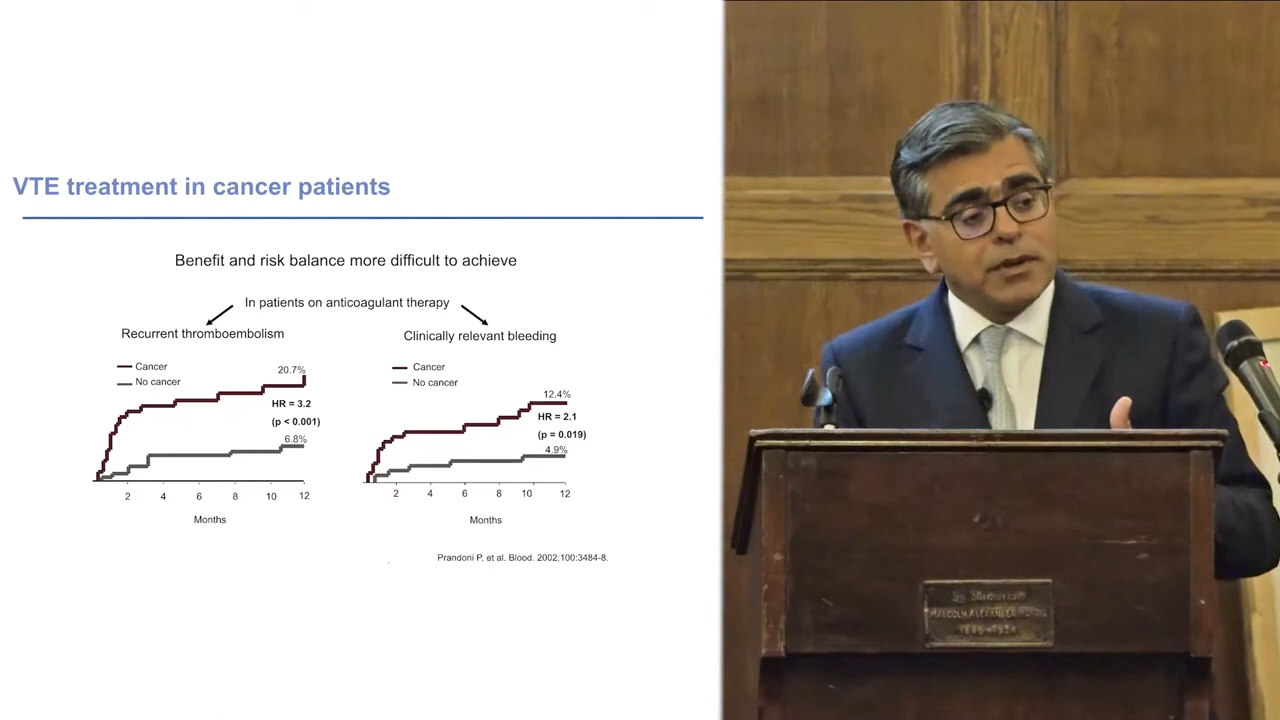 VTE treatment in cancer patients
Benefit and risk balance more difficult to achieve
In patients on anticoagulant therapy
Recurrent thromboembolism
Cancer
No cancer
20.7%
HR = 3.2
(p < 0.001)
6.8%
2 4 6 8 10 12
Months
Clinically relevant bleeding
Cancer
No cancer
12.4%
HR = 2.1
(p = 0.019)
4.9%
2 4 6 8 10 12
Months
Prandoni P, et al. Blood. 2002;100:3484-8.
MALCOLM ALEXANDER